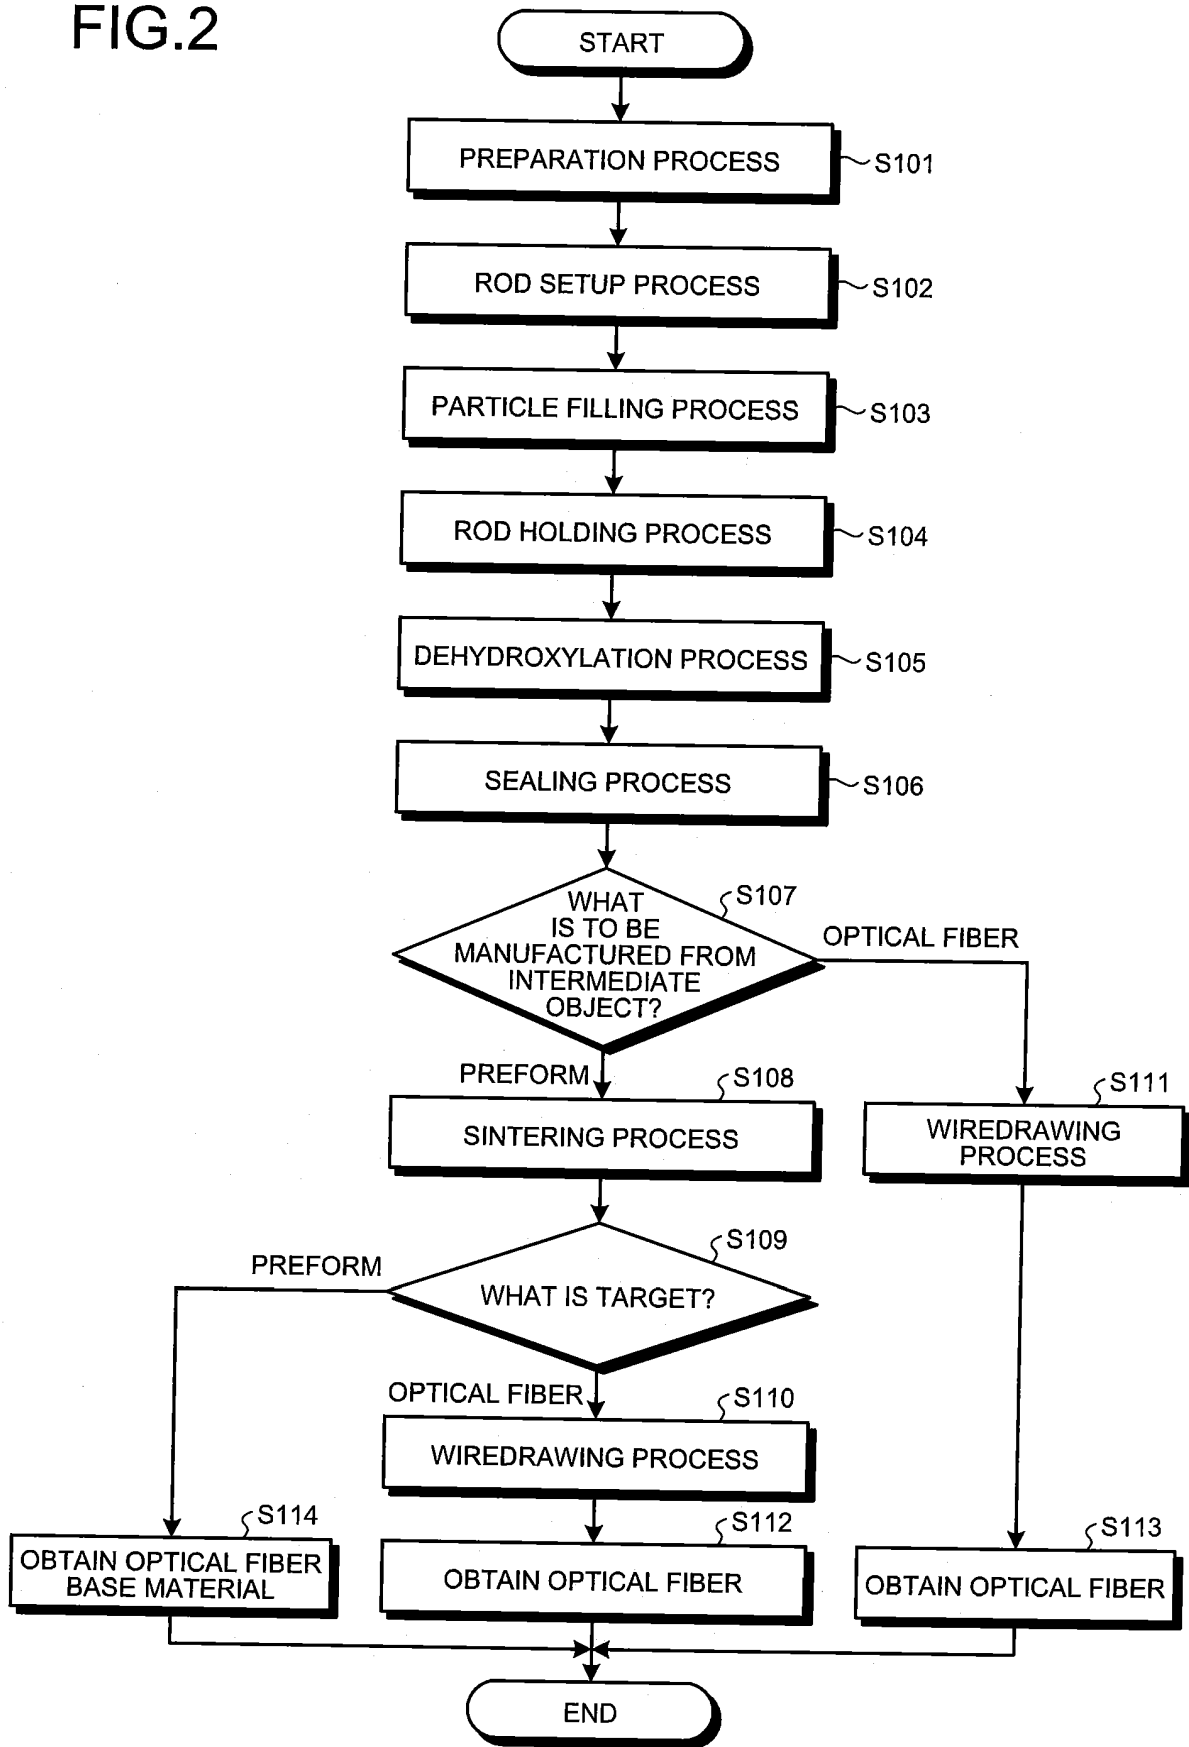 FIG.2
START
PREPARATION PROCESS
S101
ROD SETUP PROCESS
S102
PARTICLE FILLING PROCESS
S103
ROD HOLDING PROCESS
S104
DEHYDROXYLATION PROCESS
S105
SEALING PROCESS
S106
S107
WHAT
IS TO BE
MANUFACTURED FROM
INTERMEDIATE
OBJECT?
OPTICAL FIBER
PREFORM
S108
SINTERING PROCESS
S111
WIREDRAWING
PROCESS
S109
PREFORM
WHAT IS TARGET?
OPTICAL FIBER
S110
WIREDRAWING PROCESS
S114
OBTAIN OPTICAL FIBER
BASE MATERIAL
S112
OBTAIN OPTICAL FIBER
S113
OBTAIN OPTICAL FIBER
END